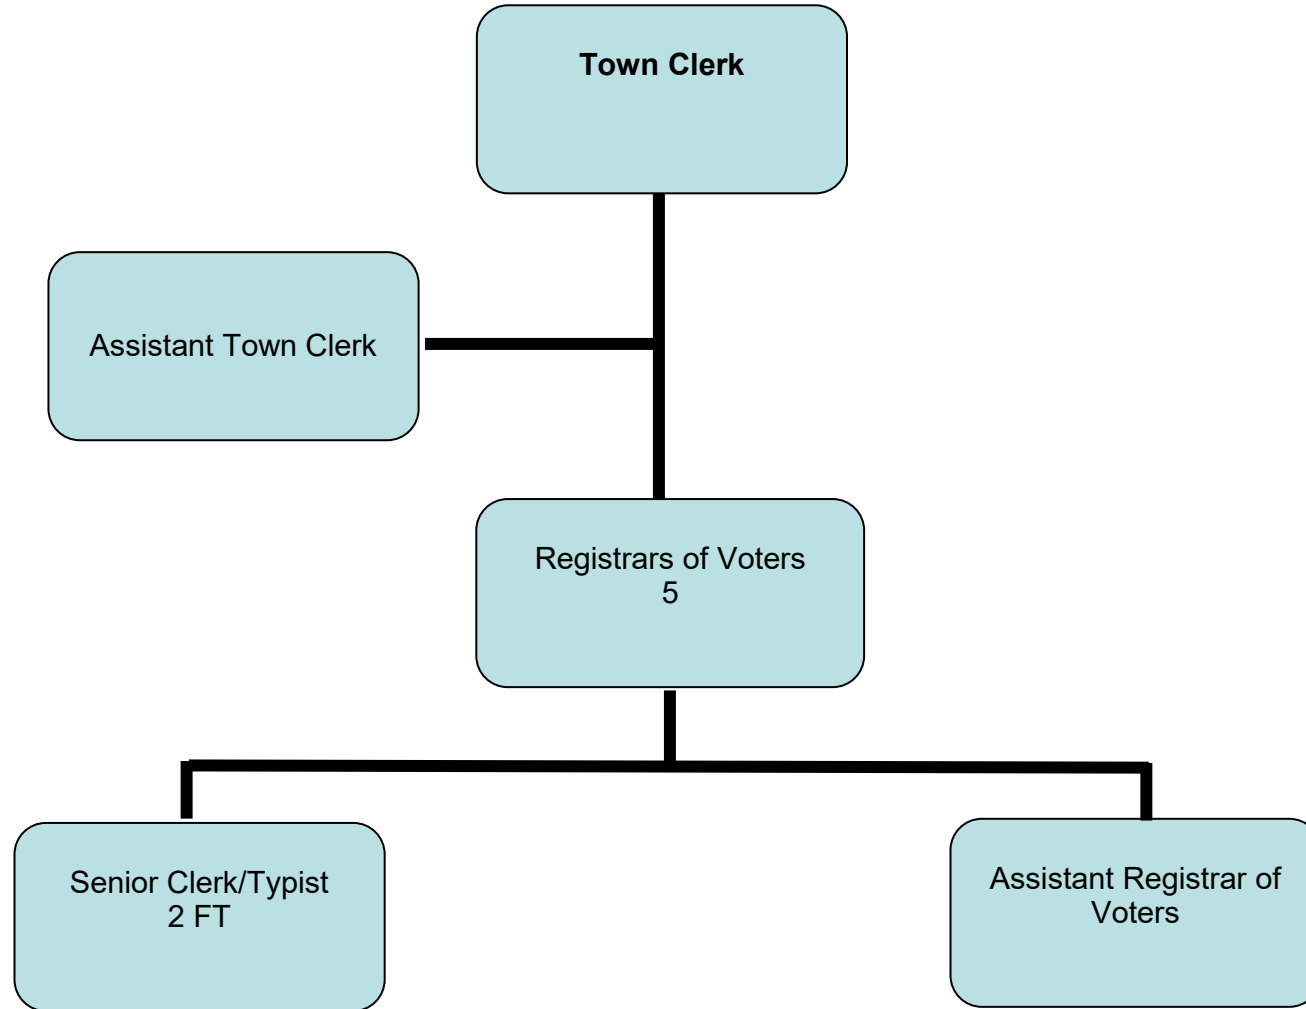 Town Clerk
Assistant Town Clerk
Registrars of Voters
5
Senior Clerk/Typist
2 FT
Assistant Registrar of
Voters